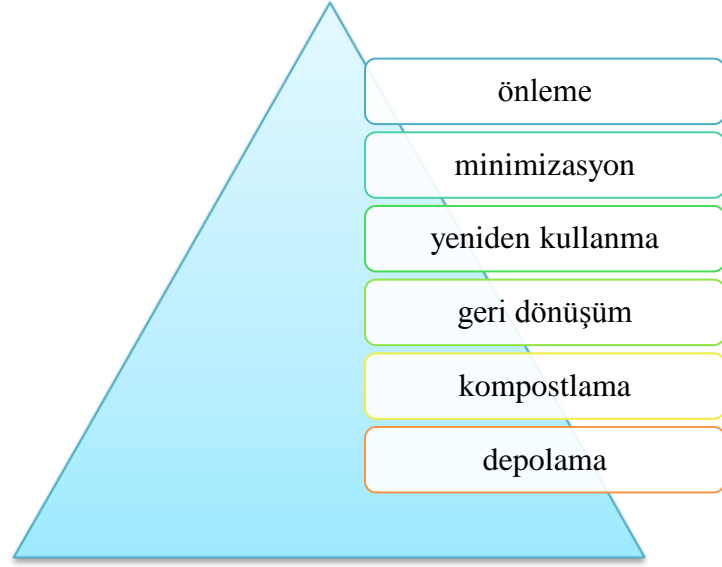 önleme
minimizasyon
yeniden kullanma
geri dönüşüm
kompostlama
depolama